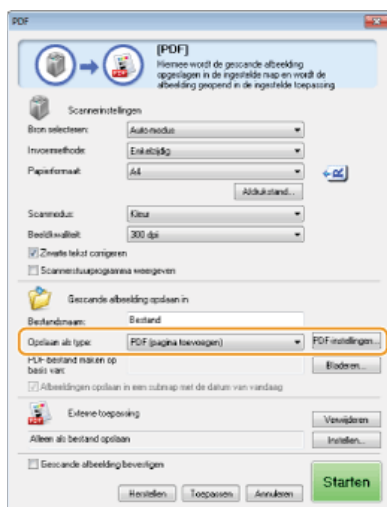 PDF
[PDF]
Hiermee wordt de gescande afbeelding
opgeslagen in de ingestelde map en wordt de
afbeelding geopend in de ingestelde toepassing.
PDF
Scannerinstellingen
Bron selecteren: Auto modus
Invoermethode: Enkelzijdig
Papierformaat: A4
Afdrukstand...
Scanmodus: Kleur
Beeldkwaliteit: 300 dpi
Zwarte tekst corrigeren
Scannerstuurprogramma weergeven
Gescande afbeelding opslaan in
Bestandsnaam: Bestand
Opslaan als type: PDF (pagina toevoegen) PDF-instellingen...
PDF-bestand maken op
basis van: Bladeren...
Afbeeldingen opslaan in een submap met de datum van vandaag
PDF
Externe toepassing Verwijderen
Alleen als bestand opslaan Instellen...
Gescande afbeelding bevestigen
Herstellen Toepassen Annuleren Starten